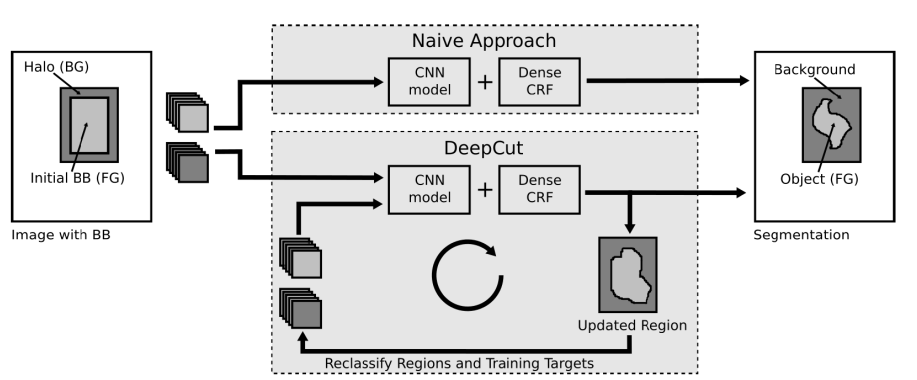 Naive Approach
Halo (BG)
CNN
model
+
Dense
CRF
Background
Initial BB (FG)
Object (FG)
Image with BB
Segmentation
DeepCut
CNN
model
+
Dense
CRF
Updated Region
Reclassify Regions and Training Targets